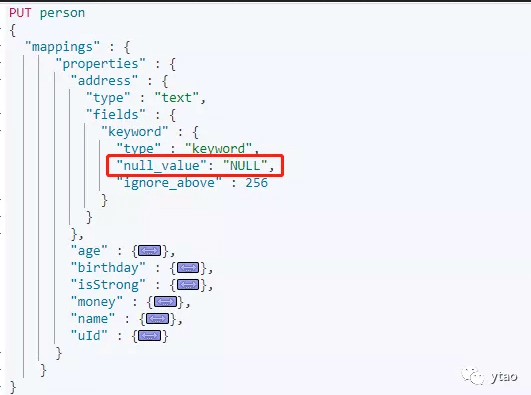 PUT person
{
"mappings" : {
"properties" : {
"address" : {
"type" : "text",
"fields" : {
"keyword" : {
"type" : "keyword",
"null_value": "NULL",
"ignore_above" : 256
}
}
},
"age" : {},
"birthday" : {},
"isStrong" : {},
"money" : {},
"name" : {},
"uId" : {}
}
}
}
ytao